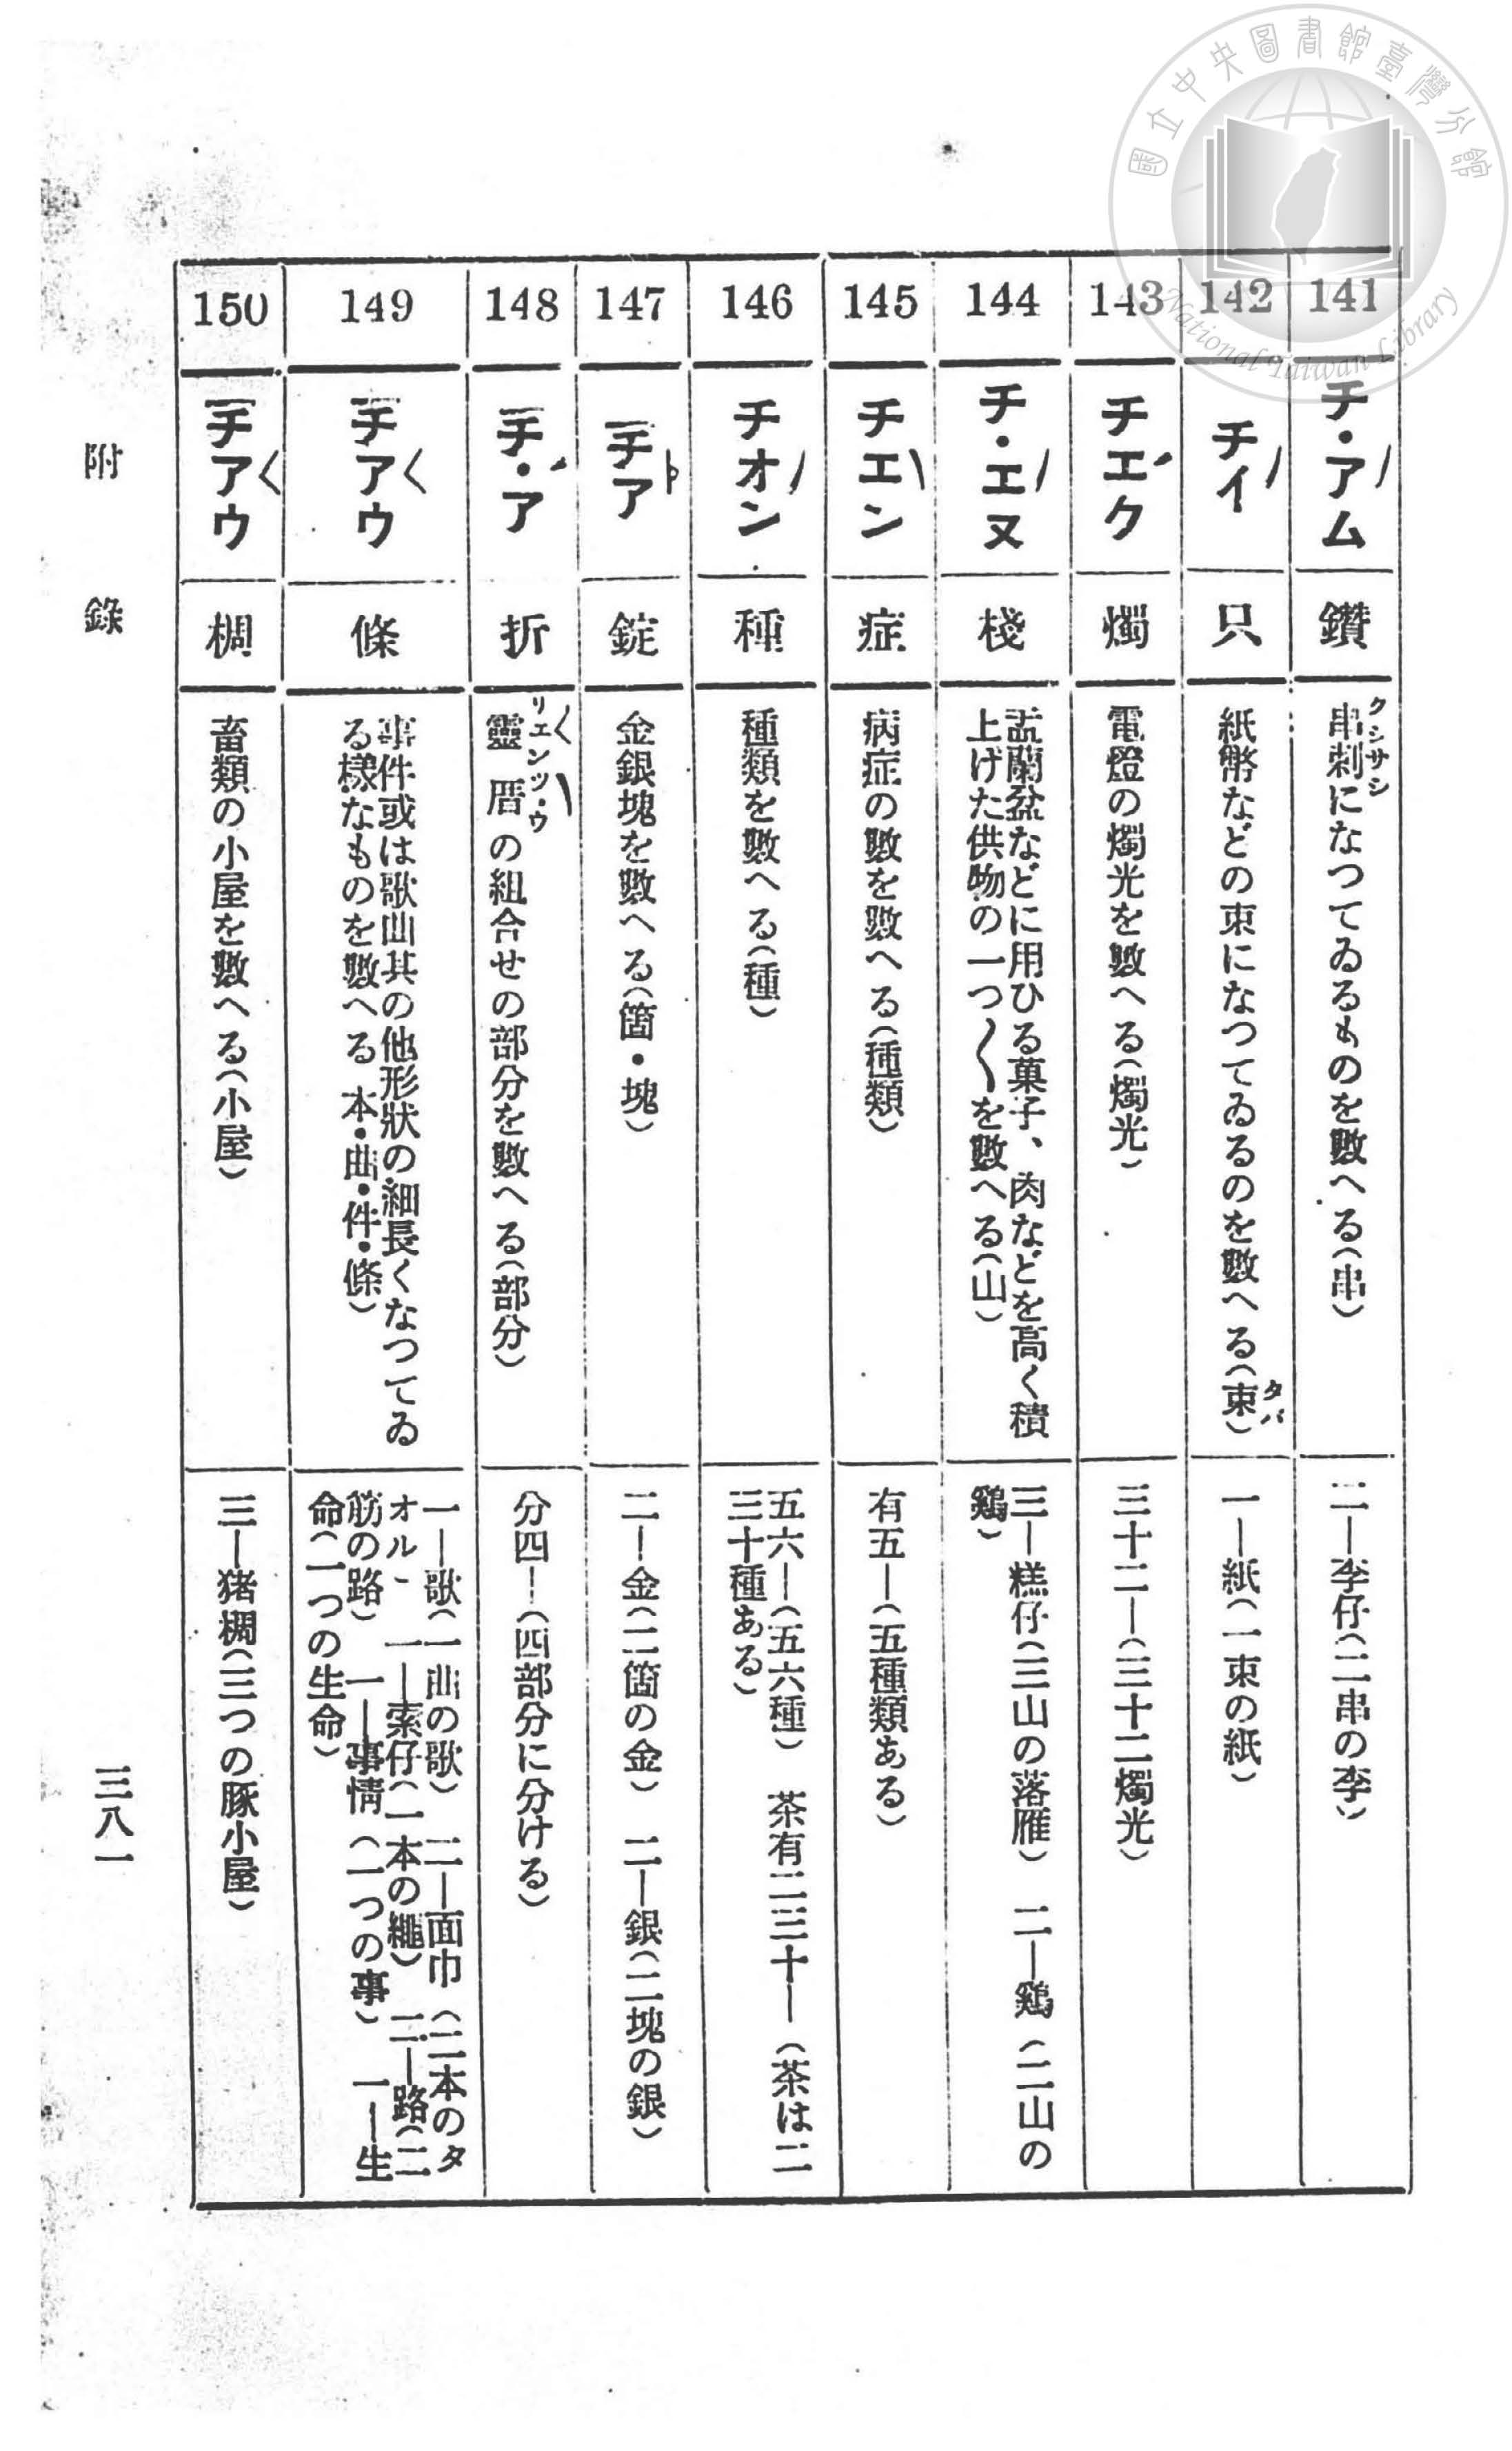 國立中央圖書館臺灣分館
National Taiwan Library
141
チ・アム
鑽
串刺になつてゐるものを數へる(串)
クシサシ
二―李仔(二串の李)
142
チイ
只
紙幣などの束になつてゐるのを數へる(束)
タバ
一―紙(一束の紙)
143
チエク
燭
電燈の燭光を數へる(燭光)
三十二―(三十二燭光)
144
チ・エヌ
棧
盂蘭盆などに用ひる菓子、肉などを高く積
上げた供物の一つ〱を數へる(山)
三―糕仔(三山の落雁) 二―鷄(二山の
鷄)
145
チエン
症
病症の數を數へる(種類)
有五―(五種類ある)
146
チオン
種
種類を數へる(種)
五六―(五六種) 茶有二三十―(茶は二
三十種ある)
147
チア
錠
金銀塊を數へる(箇・塊)
二―金(二箇の金) 二―銀(二塊の銀)
148
チ・ア
折
靈厝の組合せの部分を數へる(部分)
リエンツ・ウ
分四―(四部分に分ける)
149
チアウ
條
事件或は歌曲其の他形狀の細長くなつてゐ
る樣なものを數へる 本・曲・件・條)
一―歌(一曲の歌) 二―面巾(二本のタ
オル) 一―索仔(一本の繩) 二―路(二
筋の路) 一―事情(一つの事) 一―生
命(一つの生命)
150
チアウ
椆
畜類の小屋を數へる(小屋)
三―猪椆(三つの豚小屋)
附錄
三八一